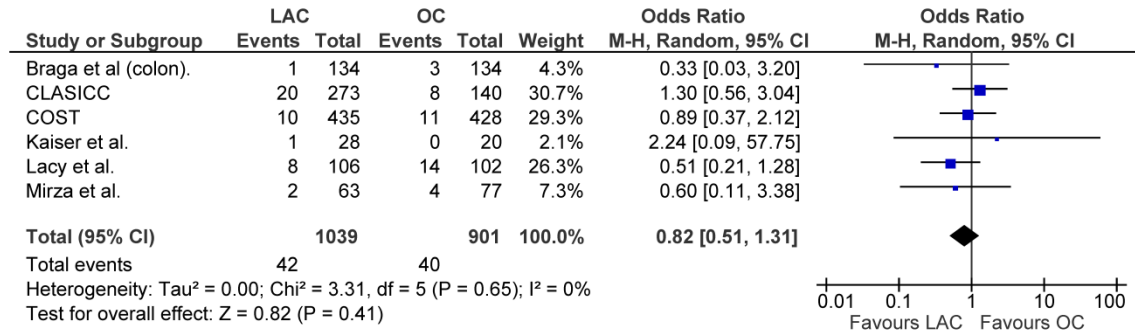 LAC OC Odds Ratio Odds Ratio
Study or Subgroup Events Total Events Total Weight M-H, Random, 95% CI M-H, Random, 95% CI
Braga et al (colon). 1 134 3 134 4.3% 0.33 [0.03, 3.20]
CLASICC 20 273 8 140 30.7% 1.30 [0.56, 3.04]
COST 10 435 11 428 29.3% 0.89 [0.37, 2.12]
Kaiser et al. 1 28 0 20 2.1% 2.24 [0.09, 57.75]
Lacy et al. 8 106 14 102 26.3% 0.51 [0.21, 1.28]
Mirza et al. 2 63 4 77 7.3% 0.60 [0.11, 3.38]
Total (95% CI) 1039 901 100.0% 0.82 [0.51, 1.31]
Total events 42 40
Heterogeneity: Tau² = 0.00; Chi² = 3.31, df = 5 (P = 0.65); I² = 0%
Test for overall effect: Z = 0.82 (P = 0.41)
0.01 0.1 1 10 100
Favours LAC Favours OC